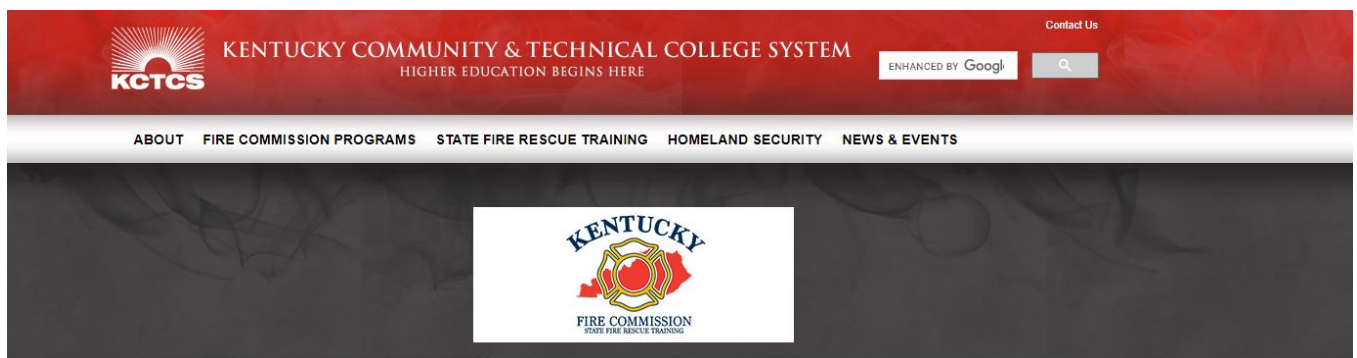 Contact Us
KCTCS
KENTUCKY COMMUNITY & TECHNICAL COLLEGE SYSTEM
HIGHER EDUCATION BEGINS HERE
ENHANCED BY Googl
ABOUT FIRE COMMISSION PROGRAMS STATE FIRE RESCUE TRAINING HOMELAND SECURITY NEWS & EVENTS
KENTUCKY
FIRE COMMISSION
STATE FIRE RESCUE TRAINING